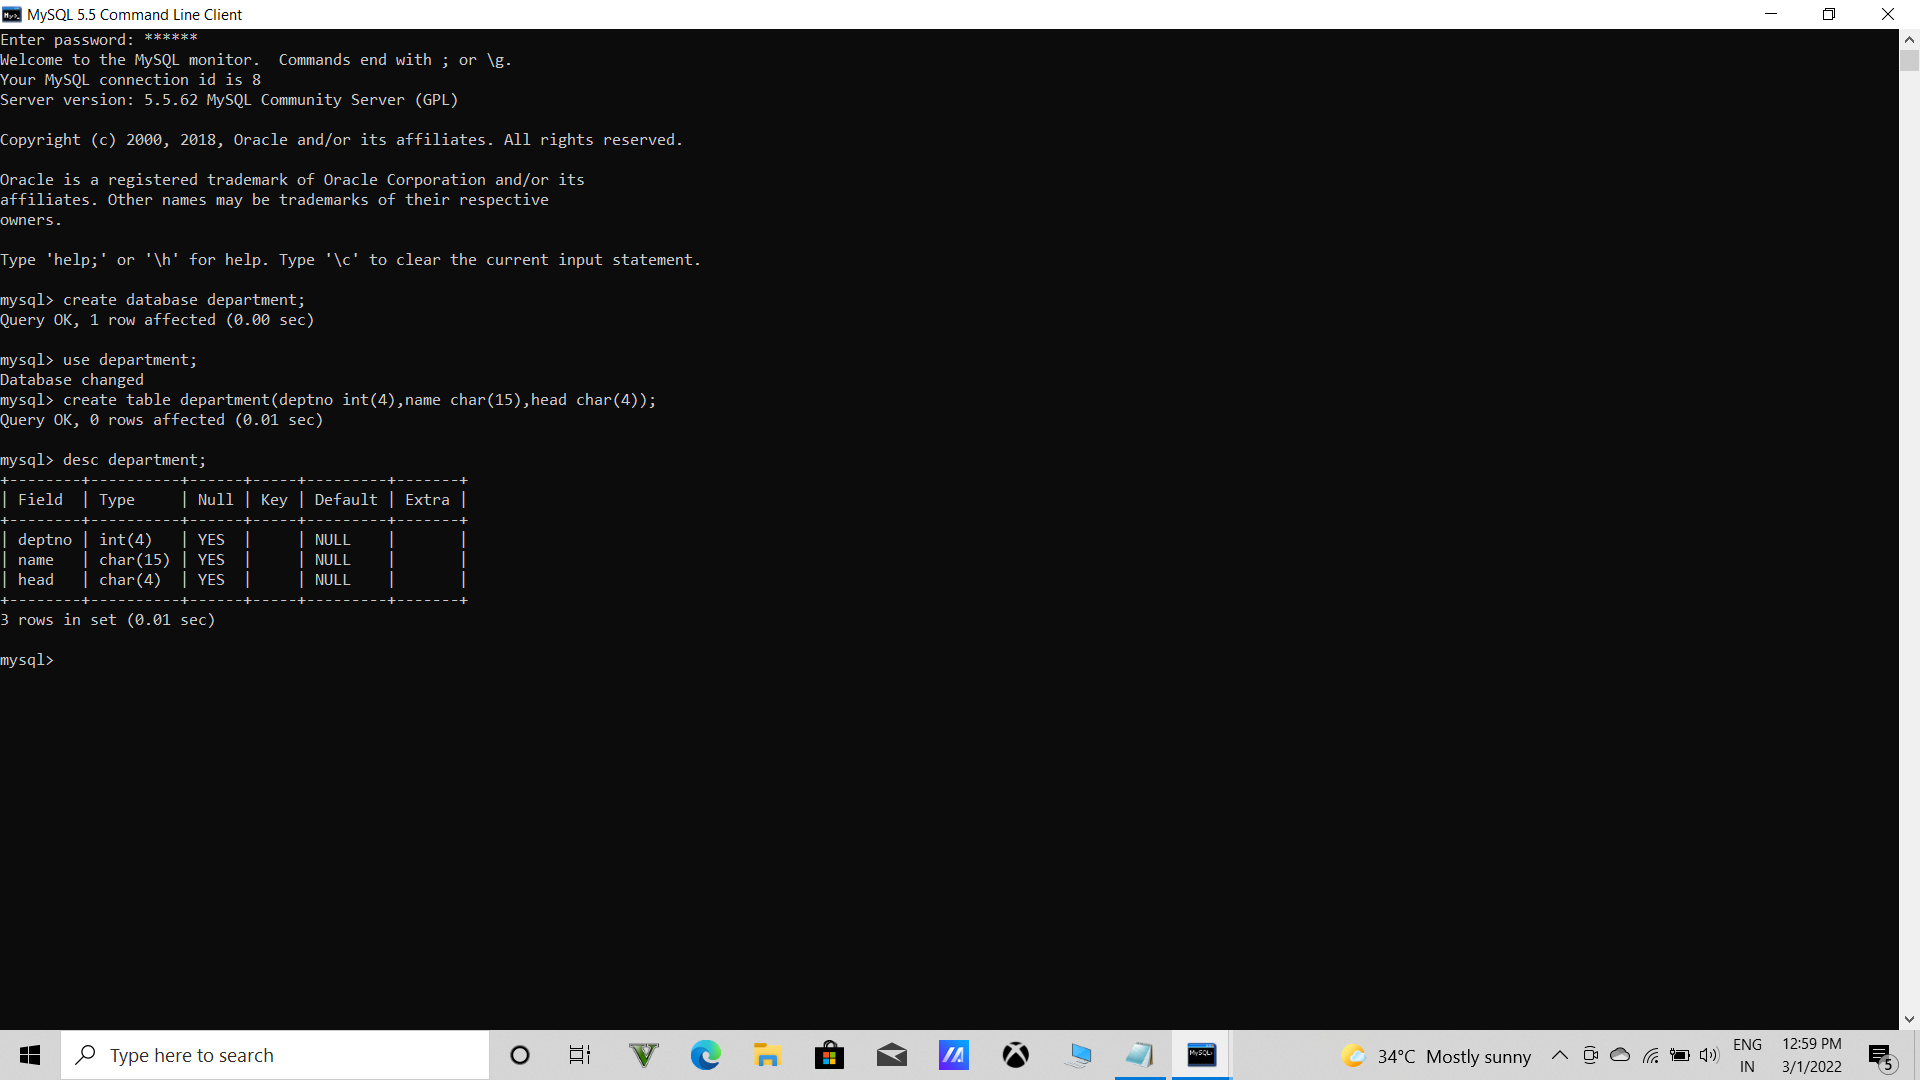 MySQL 5.5 Command Line Client
Enter password: ******
Welcome to the MySQL monitor.  Commands end with ; or \g.
Your MySQL connection id is 8
Server version: 5.5.62 MySQL Community Server (GPL)
Copyright (c) 2000, 2018, Oracle and/or its affiliates. All rights reserved.
Oracle is a registered trademark of Oracle Corporation and/or its
affiliates. Other names may be trademarks of their respective
owners.
Type 'help;' or '\h' for help. Type '\c' to clear the current input statement.
mysql> create database department;
Query OK, 1 row affected (0.00 sec)
mysql> use department;
Database changed
mysql> create table department(deptno int(4),name char(15),head char(4));
Query OK, 0 rows affected (0.01 sec)
mysql> desc department;
+--------+----------+------+-----+---------+-------+
| Field  | Type     | Null | Key | Default | Extra |
+--------+----------+------+-----+---------+-------+
| deptno | int(4)   | YES  |     | NULL    |       |
| name   | char(15) | YES  |     | NULL    |       |
| head   | char(4)  | YES  |     | NULL    |       |
+--------+----------+------+-----+---------+-------+
3 rows in set (0.01 sec)
mysql>
Type here to search
MySQL
34°C Mostly sunny
ENG
IN
12:59 PM
3/1/2022
5